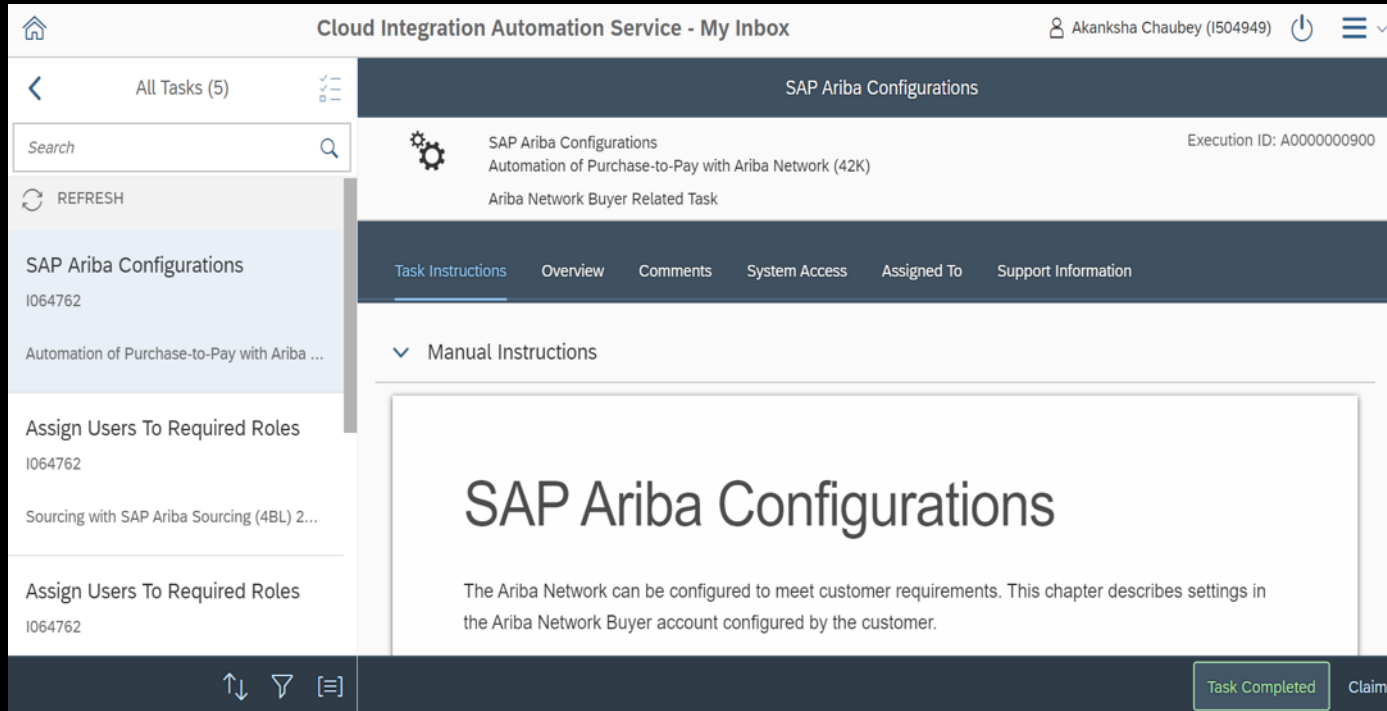 Cloud Integration Automation Service - My Inbox
Akanksha Chaubey (I504949)
All Tasks (5)
Search
REFRESH
SAP Ariba Configurations
I064762
Automation of Purchase-to-Pay with Ariba ...
Assign Users To Required Roles
I064762
Sourcing with SAP Ariba Sourcing (4BL) 2...
Assign Users To Required Roles
I064762
SAP Ariba Configurations
SAP Ariba Configurations
Execution ID: A0000000900
Automation of Purchase-to-Pay with Ariba Network (42K)
Ariba Network Buyer Related Task
Task Instructions Overview Comments System Access Assigned To Support Information
Manual Instructions
SAP Ariba Configurations
The Ariba Network can be configured to meet customer requirements. This chapter describes settings in
the Ariba Network Buyer account configured by the customer.
Task Completed Claim